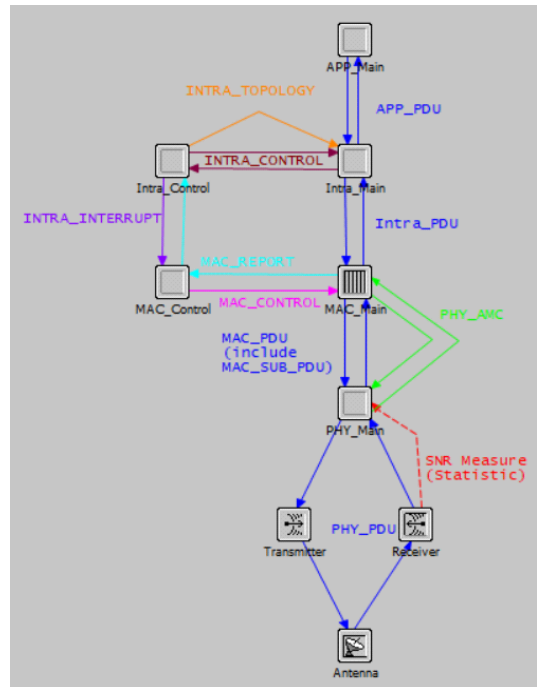 APP_Main
INTRA_TOPOLOGY
APP_PDU
INTRA_CONTROL
Intra_Control
Intra_Main
INTRA_INTERRUPT
Intra_PDU
MAC_REPORT
MAC_CONTROL
MAC_Control
MAC_Main
PHY_AMC
MAC_PDU
(include
MAC_SUB_PDU)
PHY_Main
SNR Measure
(Statistic)
PHY_PDU
Transmitter
Receiver
Antenna